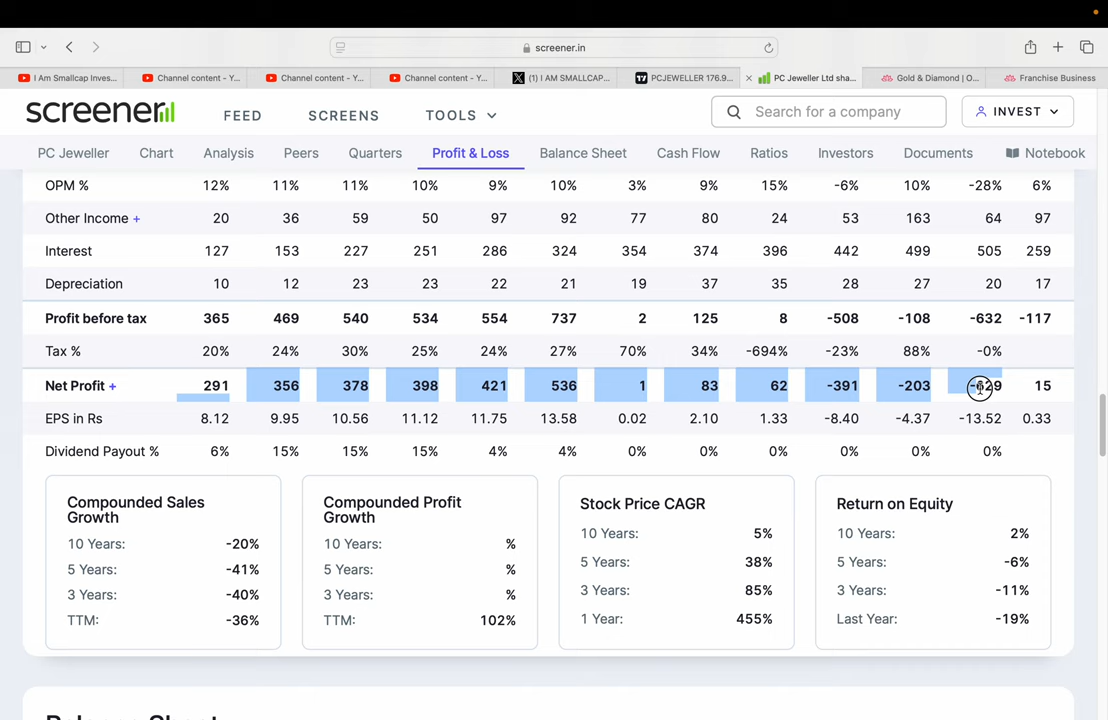 screener.in
I Am Smallcap Inves... Channel content - Y... Channel content - Y... Channel content - Y... (1) I AM SMALLCAP... PCJEWELLER 176.9... PC Jeweller Ltd sha... Gold & Diamond | O... Franchise Business
screener FEED SCREENS TOOLS Search for a company INVEST
PC Jeweller Chart Analysis Peers Quarters Profit & Loss Balance Sheet Cash Flow Ratios Investors Documents Notebook
OPM % 12% 11% 11% 10% 9% 10% 3% 9% 15% -6% 10% -28% 6%
Other Income + 20 36 59 50 97 92 77 80 24 53 163 64 97
Interest 127 153 227 251 286 324 354 374 396 442 499 505 259
Depreciation 10 12 23 23 22 21 19 37 35 28 27 20 17
Profit before tax 365 469 540 534 554 737 2 125 8 -508 -108 -632 -117
Tax % 20% 24% 30% 25% 24% 27% 70% 34% -694% -23% 88% -0%
Net Profit + 291 356 378 398 421 536 1 83 62 -391 -203 -629 15
EPS in Rs 8.12 9.95 10.56 11.12 11.75 13.58 0.02 2.10 1.33 -8.40 -4.37 -13.52 0.33
Dividend Payout % 6% 15% 15% 15% 4% 4% 0% 0% 0% 0% 0% 0%
Compounded Sales
Growth
10 Years: -20%
5 Years: -41%
3 Years: -40%
TTM: -36%
Compounded Profit
Growth
10 Years: %
5 Years: %
3 Years: %
TTM: 102%
Stock Price CAGR
10 Years: 5%
5 Years: 38%
3 Years: 85%
1 Year: 455%
Return on Equity
10 Years: 2%
5 Years: -6%
3 Years: -11%
Last Year: -19%
Balance Sheet